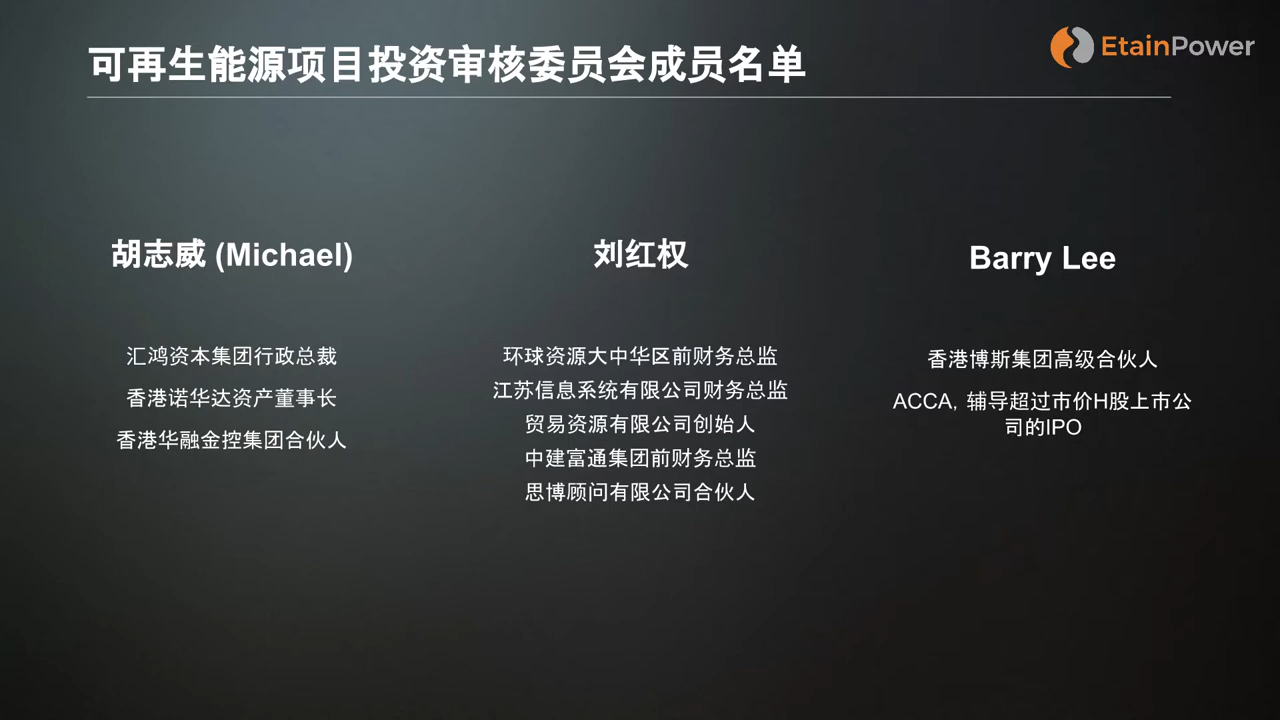 可再生能源项目投资审核委员会成员名单
EtainPower
胡志威 (Michael)
汇鸿资本集团行政总裁
香港诺华达资产董事长
香港华融金控集团合伙人
刘红权
环球资源大中华区前财务总监
江苏信息系统有限公司财务总监
贸易资源有限公司创始人
中建富通集团前财务总监
思博顾问有限公司合伙人
Barry Lee
香港博斯集团高级合伙人
ACCA, 辅导超过市价H股上市公
司的IPO